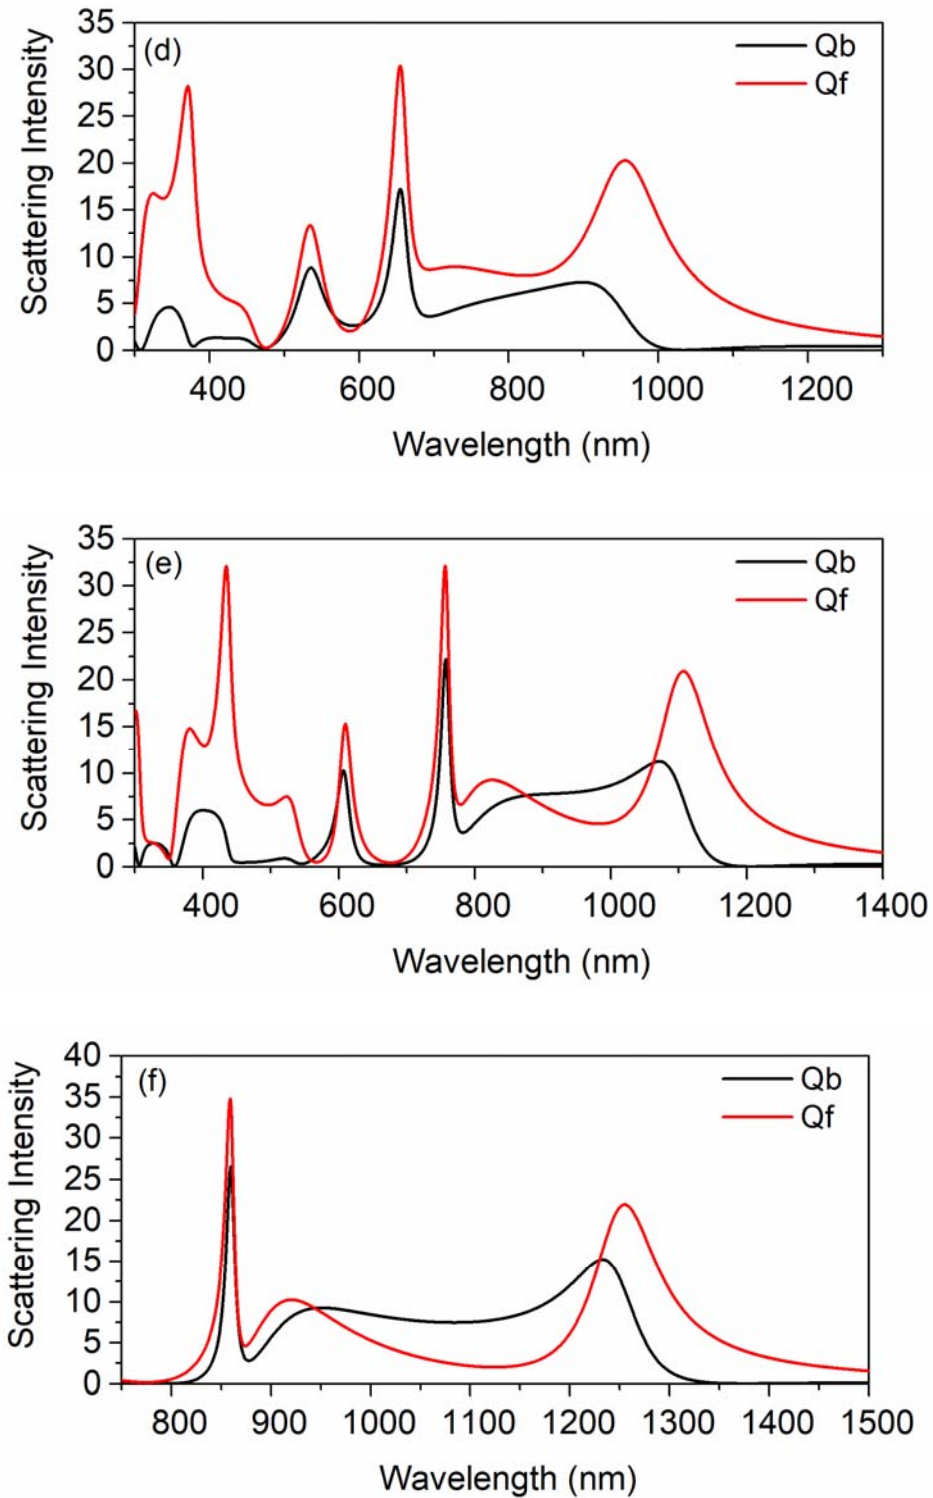 35
(d)
Qb
30
Qf
25
20
15
10
5
0
400 600 800 1000 1200
Scattering Intensity
Wavelength (nm)
35
(e)
Qb
30
Qf
25
20
15
10
5
0
400 600 800 1000 1200 1400
Scattering Intensity
Wavelength (nm)
40
(f)
Qb
35
Qf
30
25
20
15
10
5
0
800 900 1000 1100 1200 1300 1400 1500
Scattering Intensity
Wavelength (nm)